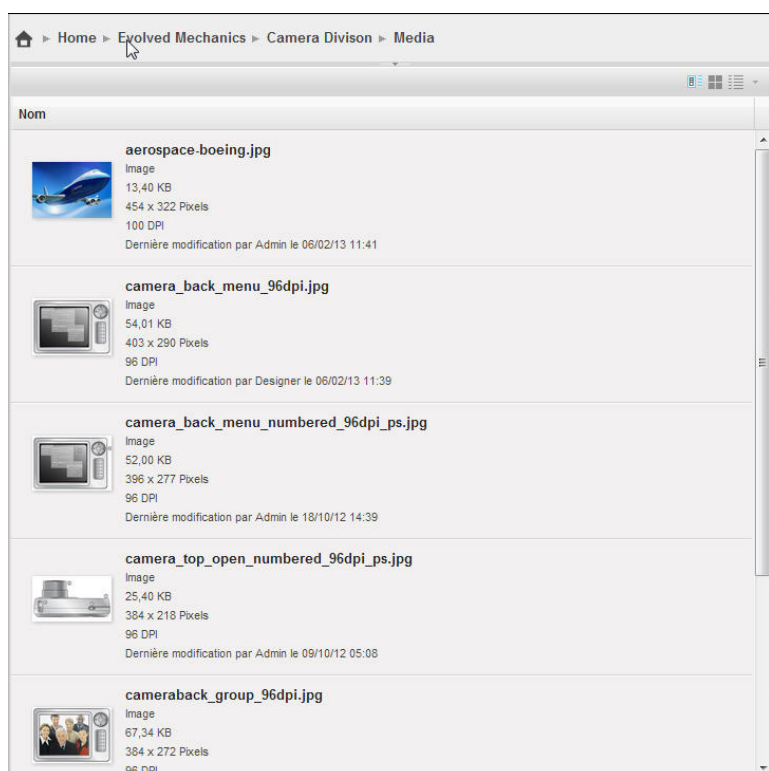 Home Evolved Mechanics Camera Divison Media
Nom
aerospace-boeing.jpg
Image
13,40 KB
454 x 322 Pixels
100 DPI
Dernière modification par Admin le 06/02/13 11:41
camera_back_menu_96dpi.jpg
Image
54,01 KB
403 x 290 Pixels
96 DPI
Dernière modification par Designer le 06/02/13 11:39
camera_back_menu_numbered_96dpi_ps.jpg
Image
52,00 KB
396 x 277 Pixels
96 DPI
Dernière modification par Admin le 18/10/12 14:39
camera_top_open_numbered_96dpi_ps.jpg
Image
25,40 KB
384 x 218 Pixels
96 DPI
Dernière modification par Admin le 09/10/12 05:08
cameraback_group_96dpi.jpg
Image
67,34 KB
384 x 272 Pixels
96 DPI